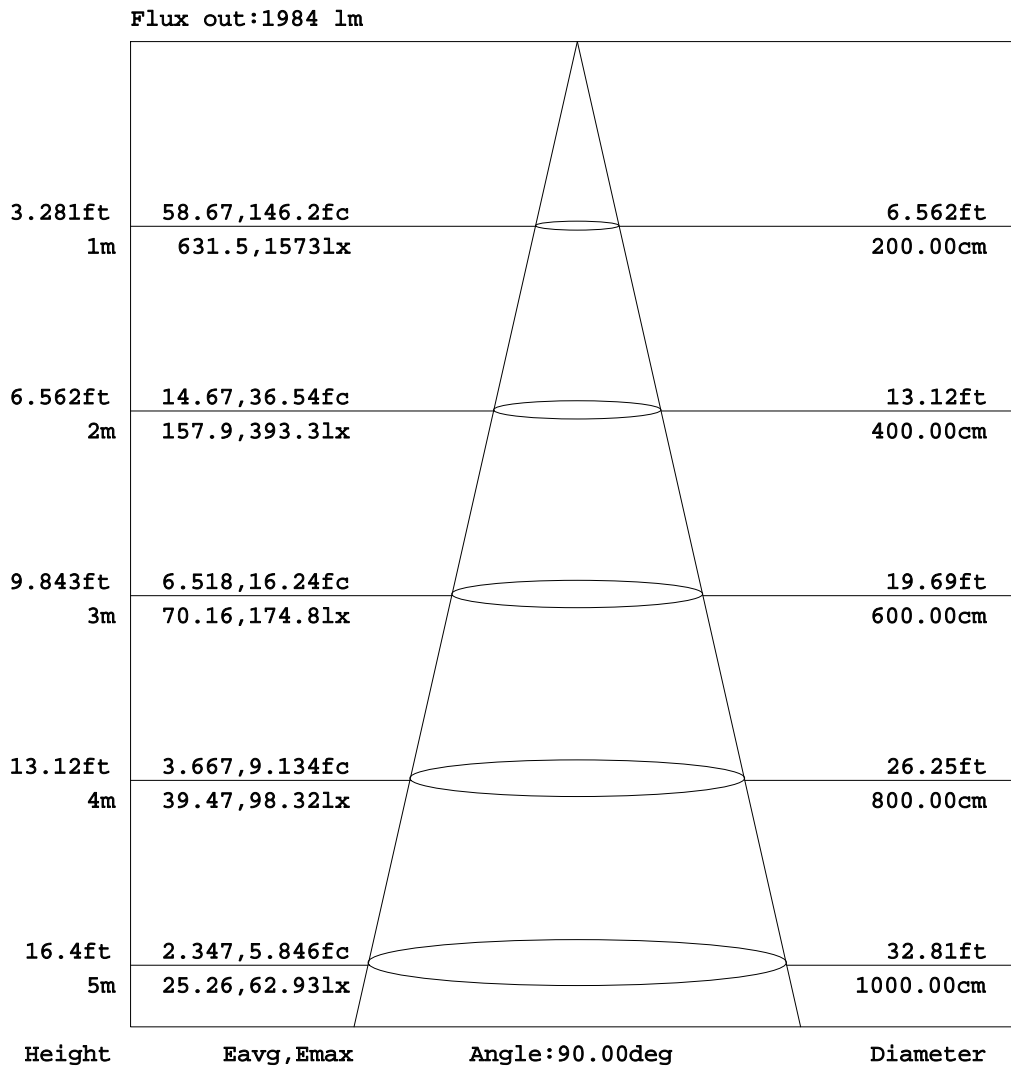 Flux out:1984 lm
3.281ft 58.67,146.2fc 6.562ft
1m 631.5,1573lx 200.00cm
6.562ft 14.67,36.54fc 13.12ft
2m 157.9,393.3lx 400.00cm
9.843ft 6.518,16.24fc 19.69ft
3m 70.16,174.8lx 600.00cm
13.12ft 3.667,9.134fc 26.25ft
4m 39.47,98.32lx 800.00cm
16.4ft 2.347,5.846fc 32.81ft
5m 25.26,62.93lx 1000.00cm
Height Eavg,Emax Angle:90.00deg Diameter